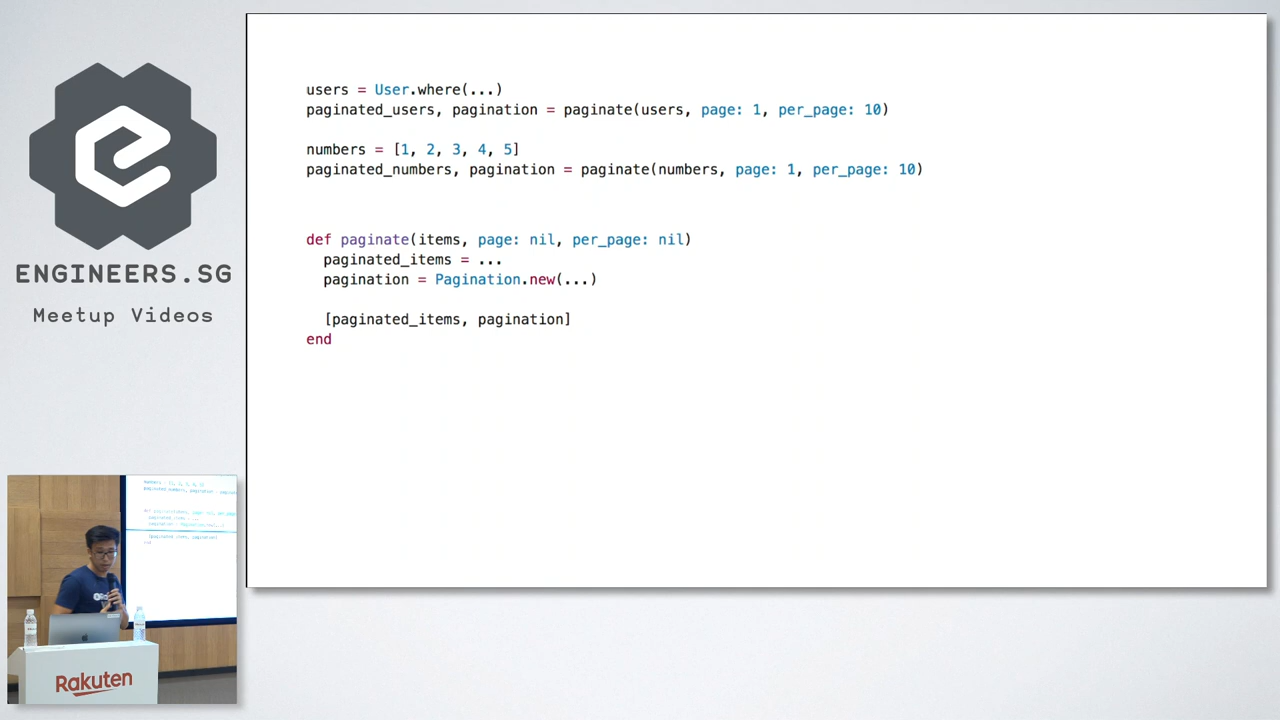 ENGINEERS.SG
Meetup Videos
users = User.where(...)
paginated_users, pagination = paginate(users, page: 1, per_page: 10)
numbers = [1, 2, 3, 4, 5]
paginated_numbers, pagination = paginate(numbers, page: 1, per_page: 10)
def paginate(items, page: nil, per_page: nil)
  paginated_items = ...
  pagination = Pagination.new(...)
  [paginated_items, pagination]
end
Rakuten